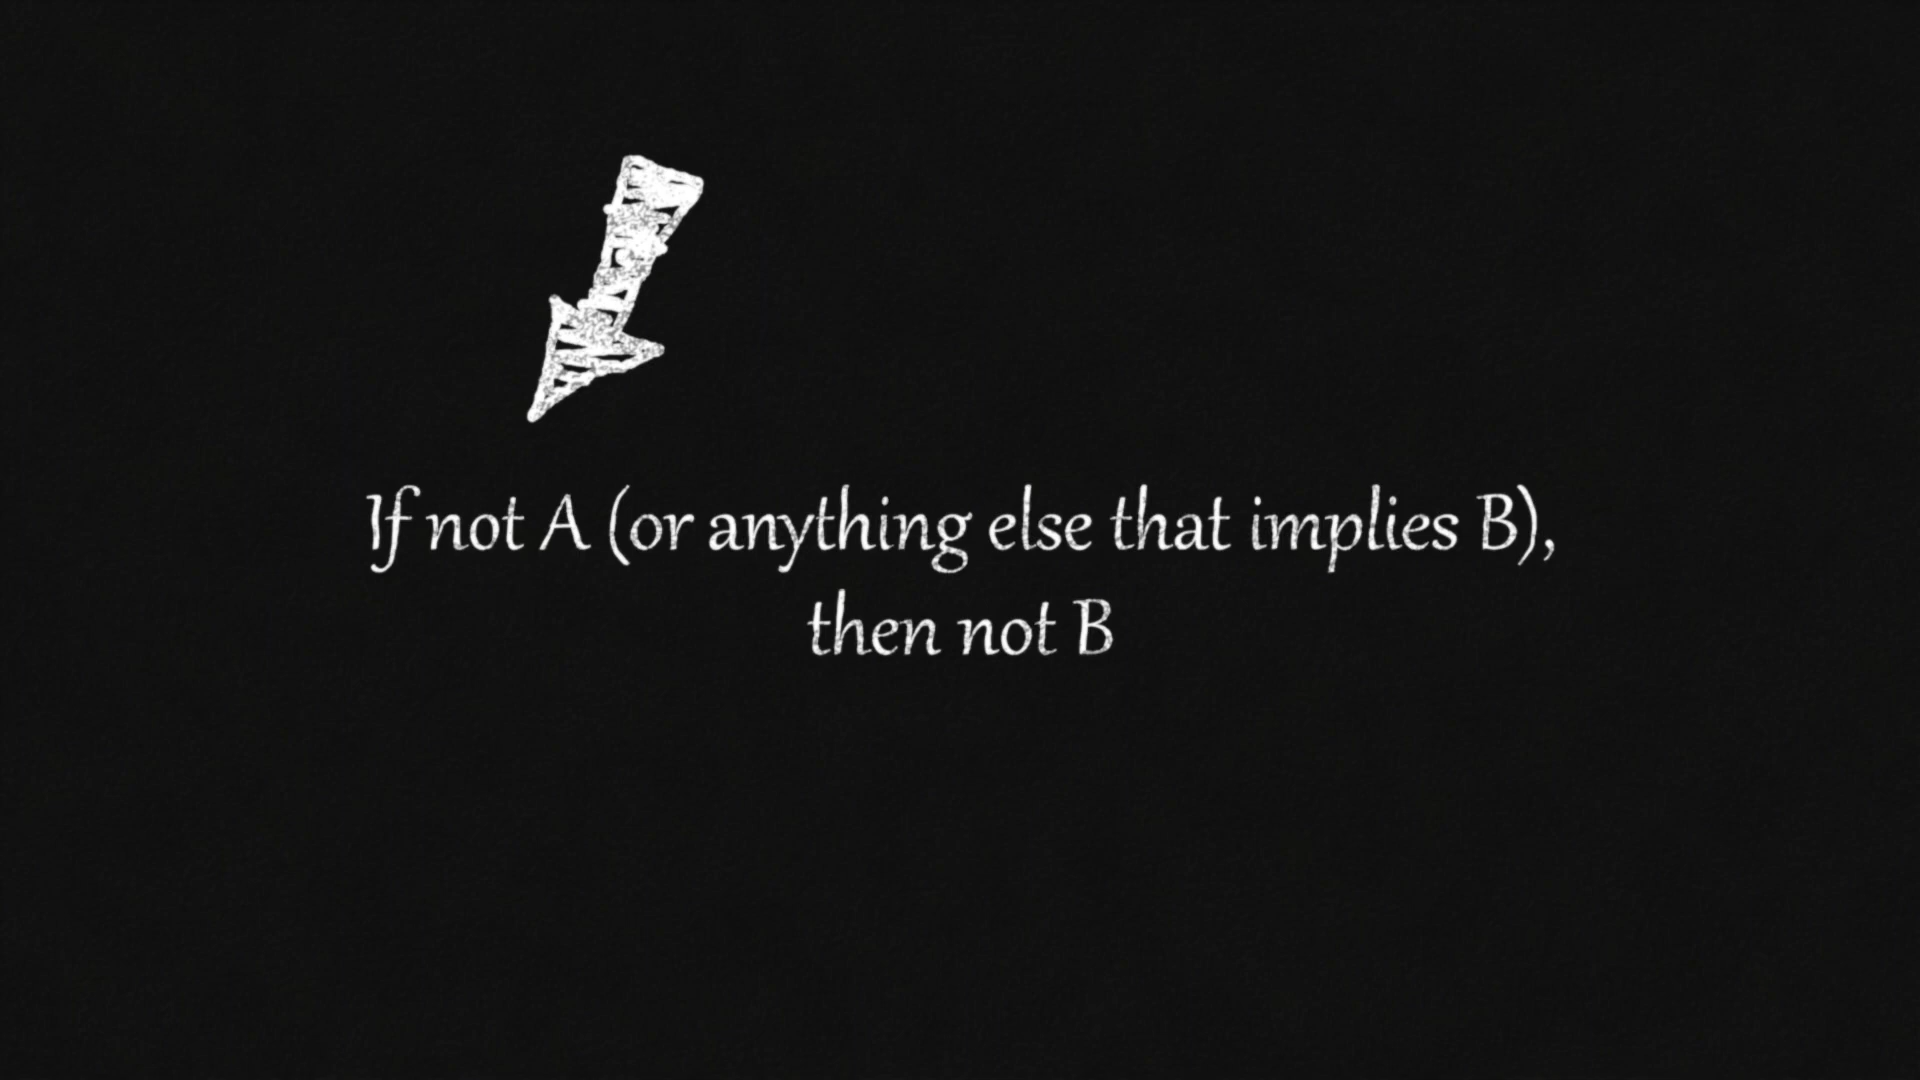 If not A (or anything else that implies B),
then not B